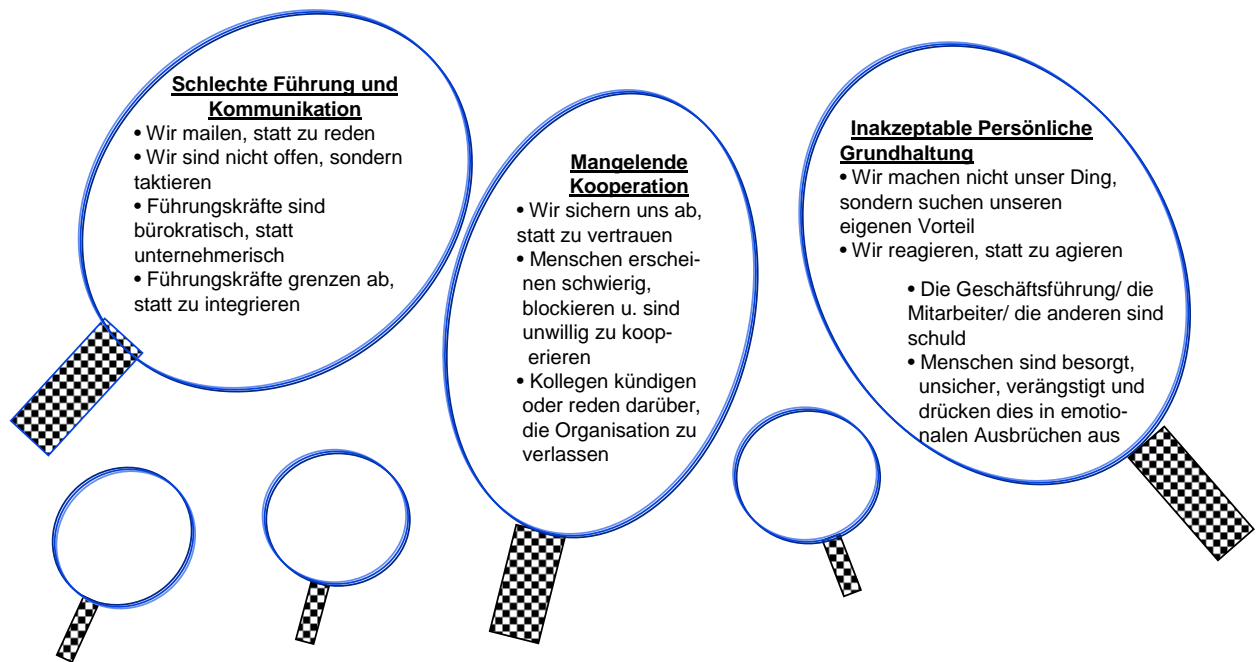 Schlechte Führung und
Kommunikation
• Wir mailen, statt zu reden
• Wir sind nicht offen, sondern
taktieren
• Führungskräfte sind
bürokratisch, statt
unternehmerisch
• Führungskräfte grenzen ab,
statt zu integrieren
Mangelende
Kooperation
• Wir sichern uns ab,
statt zu vertrauen
• Menschen erschei-
nen schwierig,
blockieren u. sind
unwillig zu koop-
erieren
• Kollegen kündigen
oder reden darüber,
die Organisation zu
verlassen
Inakzeptable Persönliche
Grundhaltung
• Wir machen nicht unser Ding,
sondern suchen unseren
eigenen Vorteil
• Wir reagieren, statt zu agieren
• Die Geschäftsführung/ die
Mitarbeiter/ die anderen sind
schuld
• Menschen sind besorgt,
unsicher, verängstigt und
drücken dies in emotio-
nalen Ausbrüchen aus